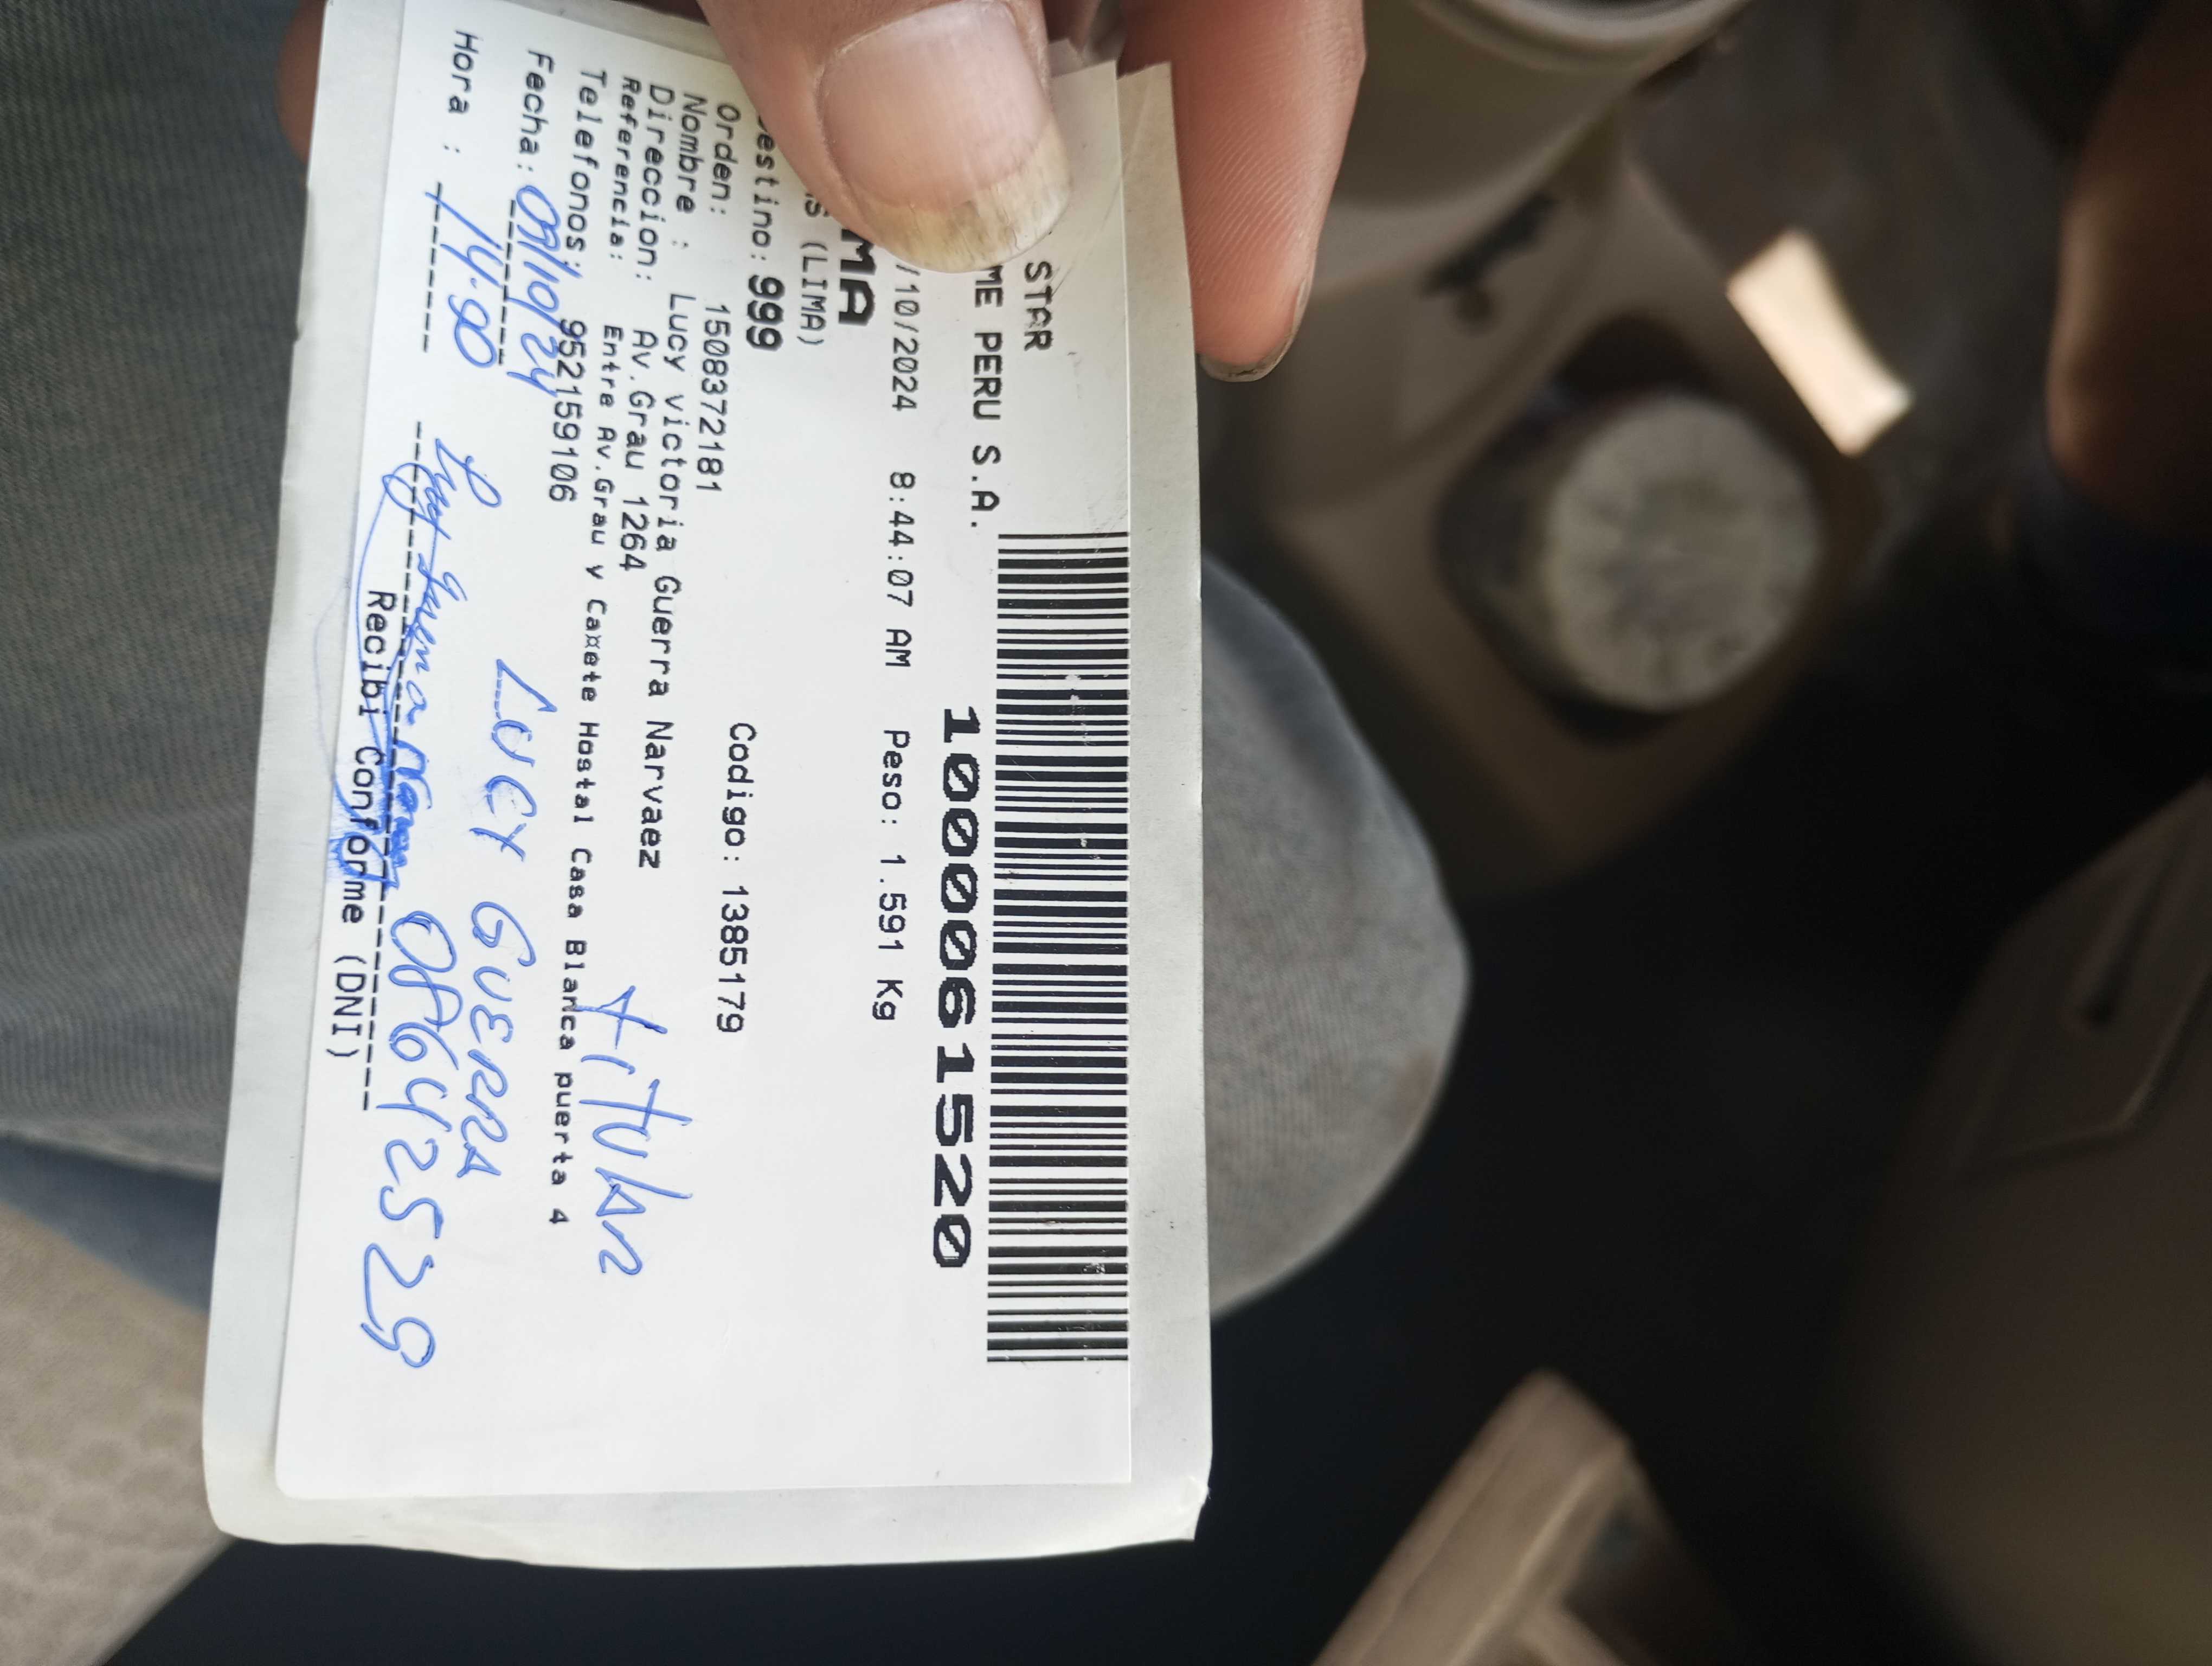 STAR
ME PERU S.A.
1000061520
/10/2024 8:44:07 AM Peso: 1.591 Kg
MA
S (LIMA)
estino: 999
Orden: 1508372181 Codigo: 1385179
Nombre : Lucy victoria Guerra Narvaez
Direccion: Av.Grau 1264
Referencia: Entre Av.Grau y Ca¤ete Hostal Casa Blanca puerta 4
Telefonos: 952159106
titular
Fecha: 09/10/24
LUCY GUERRA
Hora :
08642529
Recibi Conforme (DNI)